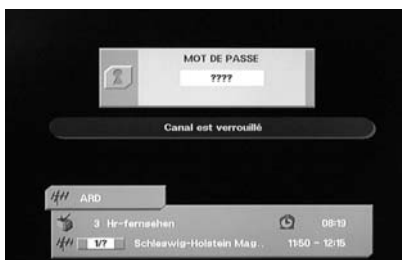 MOT DE PASSE
????
Canal est verrouillé
ARD
3 Hr-fernsehen 08:19
1/7 Schleswig-Holstein Mag.. 11:50 - 12:15